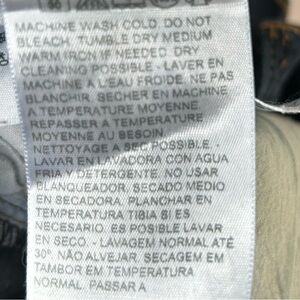 MACHINE WASH COLD. DO NOT
BLEACH. TUMBLE DRY MEDIUM
WARM IRON IF NEEDED. DRY
CLEANING POSSIBLE - LAVER EN
MACHINE A L'EAU FROIDE. NE PAS
BLANCHIR. SECHER EN MACHINE
A TEMPERATURE MOYENNE.
REPASSER A TEMPERATURE
MOYENNE AU BESOIN.
NETTOYAGE A SEC POSSIBLE. -
LAVAR EN LAVADORA CON AGUA
FRIA Y DETERGENTE. NO USAR
BLANQUEADOR. SECADO MEDIO
EN SECADORA. PLANCHAR EN
TEMPERATURA TIBIA SI ES
NECESARIO. ES POSIBLE LAVAR
EN SECO. - LAVAGEM NORMAL ATÉ
30°. NÃO ALVEJAR. SECAGEM EM
TAMBOR EM TEMPERATURA
NORMAL. PASSAR A